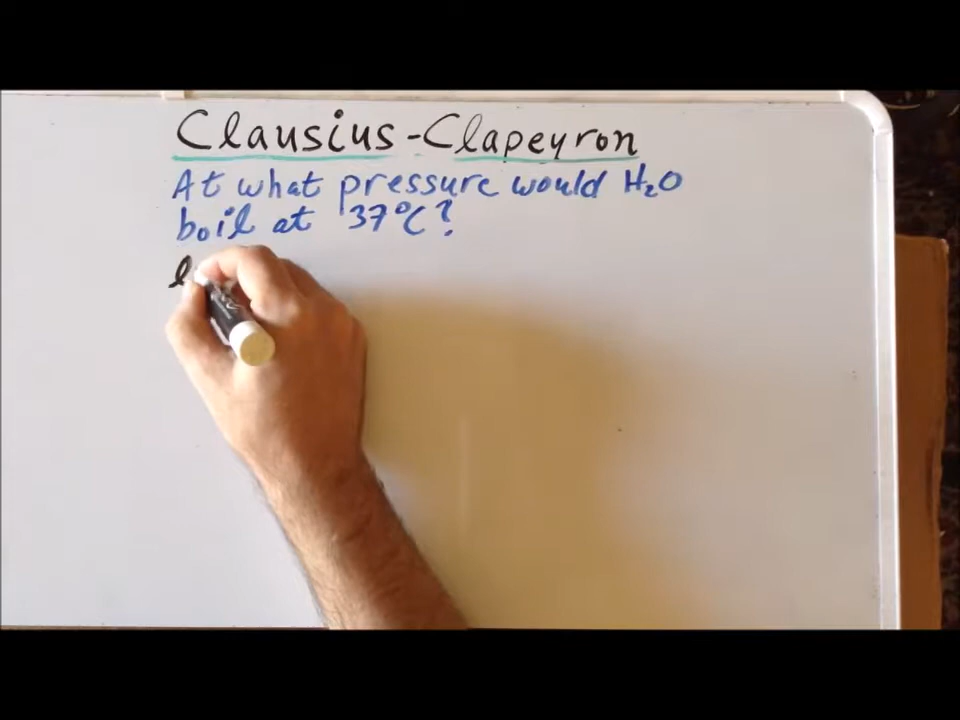 Clausius-Clapeyron
At what pressure would H₂O
boil at 37°C?
l